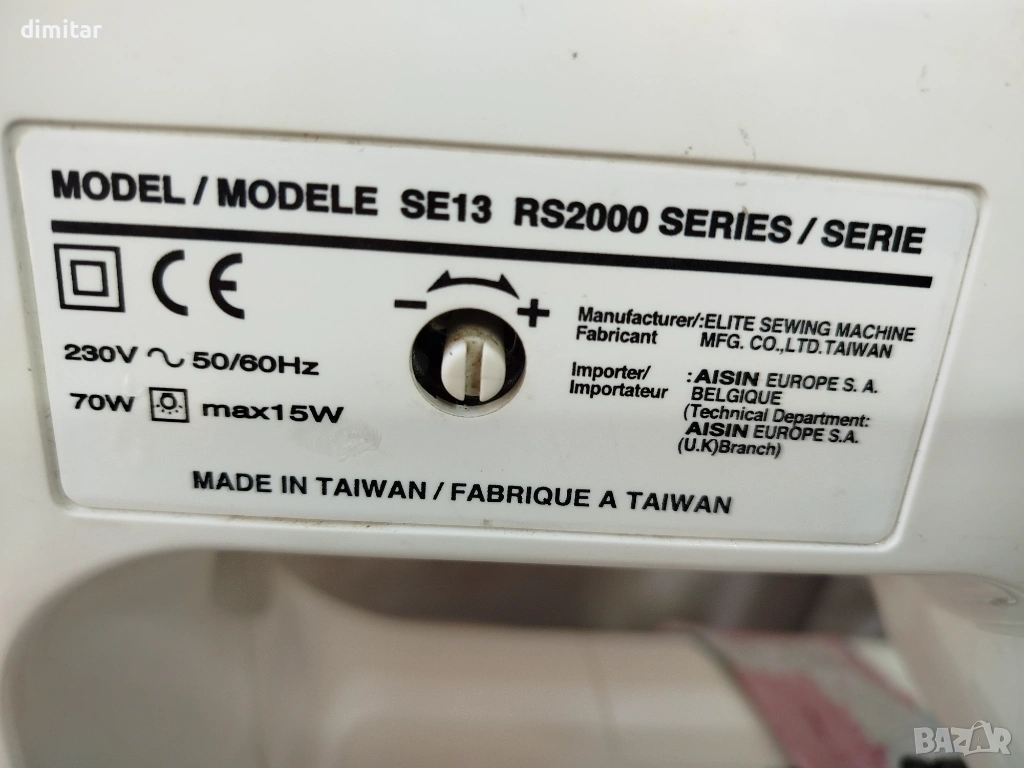 dimitar
MODEL / MODELE SE13 RS2000 SERIES / SERIE
CE
− +
230V ~ 50/60Hz
70W max15W
Manufacturer/:ELITE SEWING MACHINE
Fabricant MFG. CO.,LTD.TAIWAN
Importer/ :AISIN EUROPE S. A.
Importateur BELGIQUE
(Technical Department:
AISIN EUROPE S.A.
(U.K)Branch)
MADE IN TAIWAN / FABRIQUE A TAIWAN
BAZAR